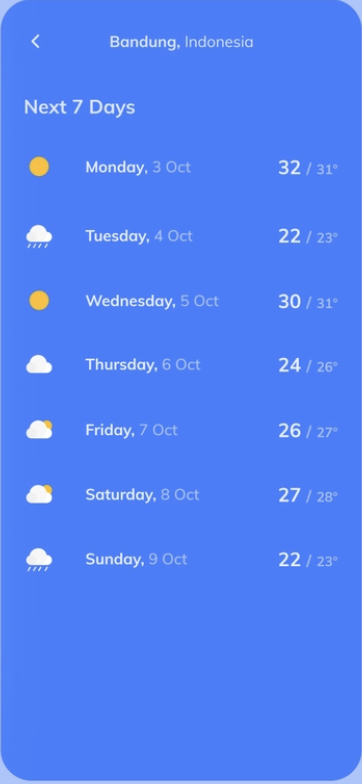 Bandung, Indonesia
Next 7 Days
Monday, 3 Oct 32 / 31°
Tuesday, 4 Oct 22 / 23°
Wednesday, 5 Oct 30 / 31°
Thursday, 6 Oct 24 / 26°
Friday, 7 Oct 26 / 27°
Saturday, 8 Oct 27 / 28°
Sunday, 9 Oct 22 / 23°